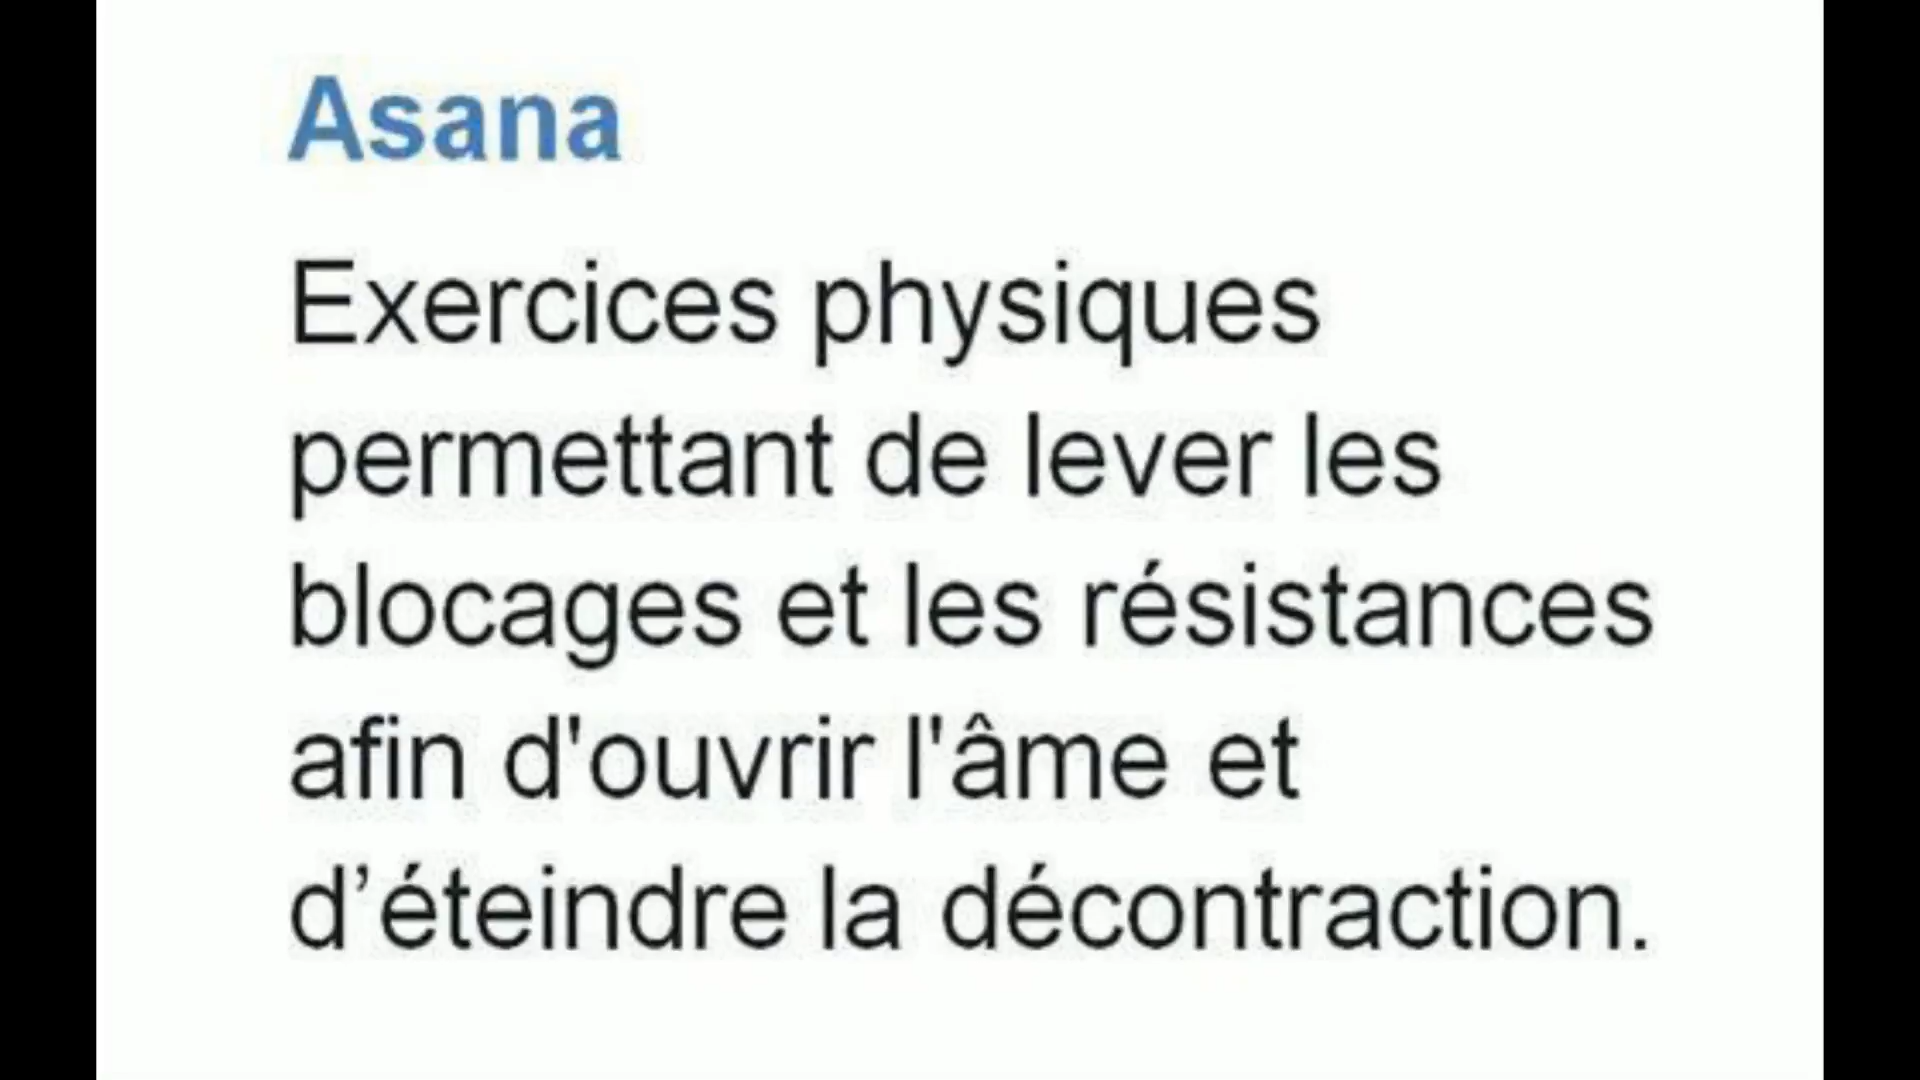 Asana
Exercices physiques
permettant de lever les
blocages et les résistances
afin d'ouvrir l'âme et
d’éteindre la décontraction.